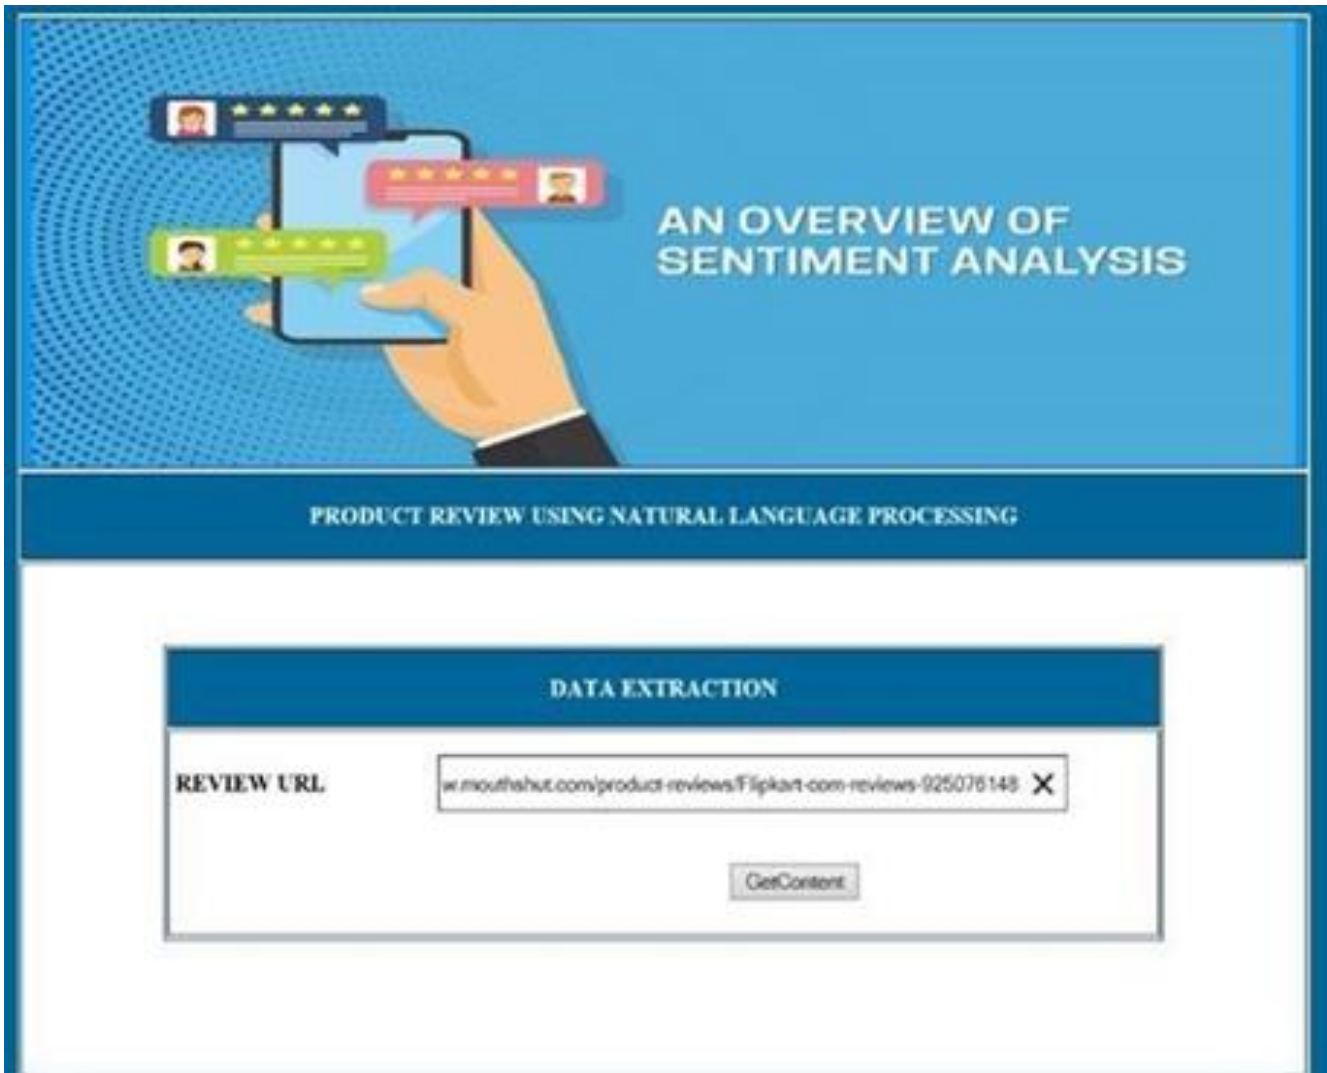 AN OVERVIEW OF
SENTIMENT ANALYSIS
PRODUCT REVIEW USING NATURAL LANGUAGE PROCESSING
DATA EXTRACTION
REVIEW URL
w.mouthshut.com/product-reviews/Flipkart-com-reviews-925076148
GetContent